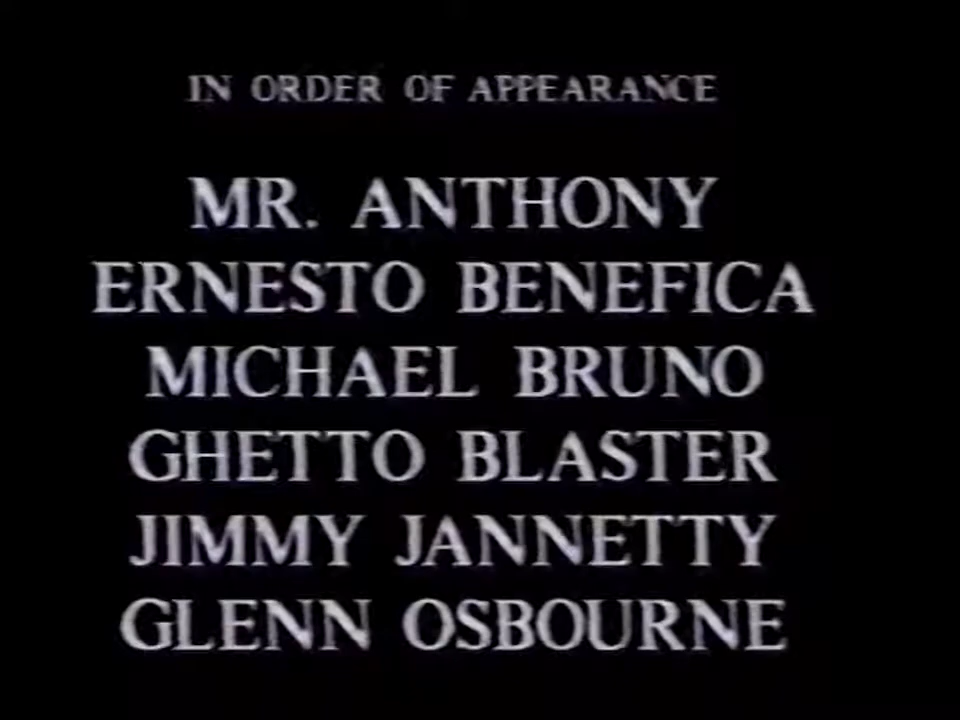 IN ORDER OF APPEARANCE
MR. ANTHONY
ERNESTO BENEFICA
MICHAEL BRUNO
GHETTO BLASTER
JIMMY JANNETTY
GLENN OSBOURNE